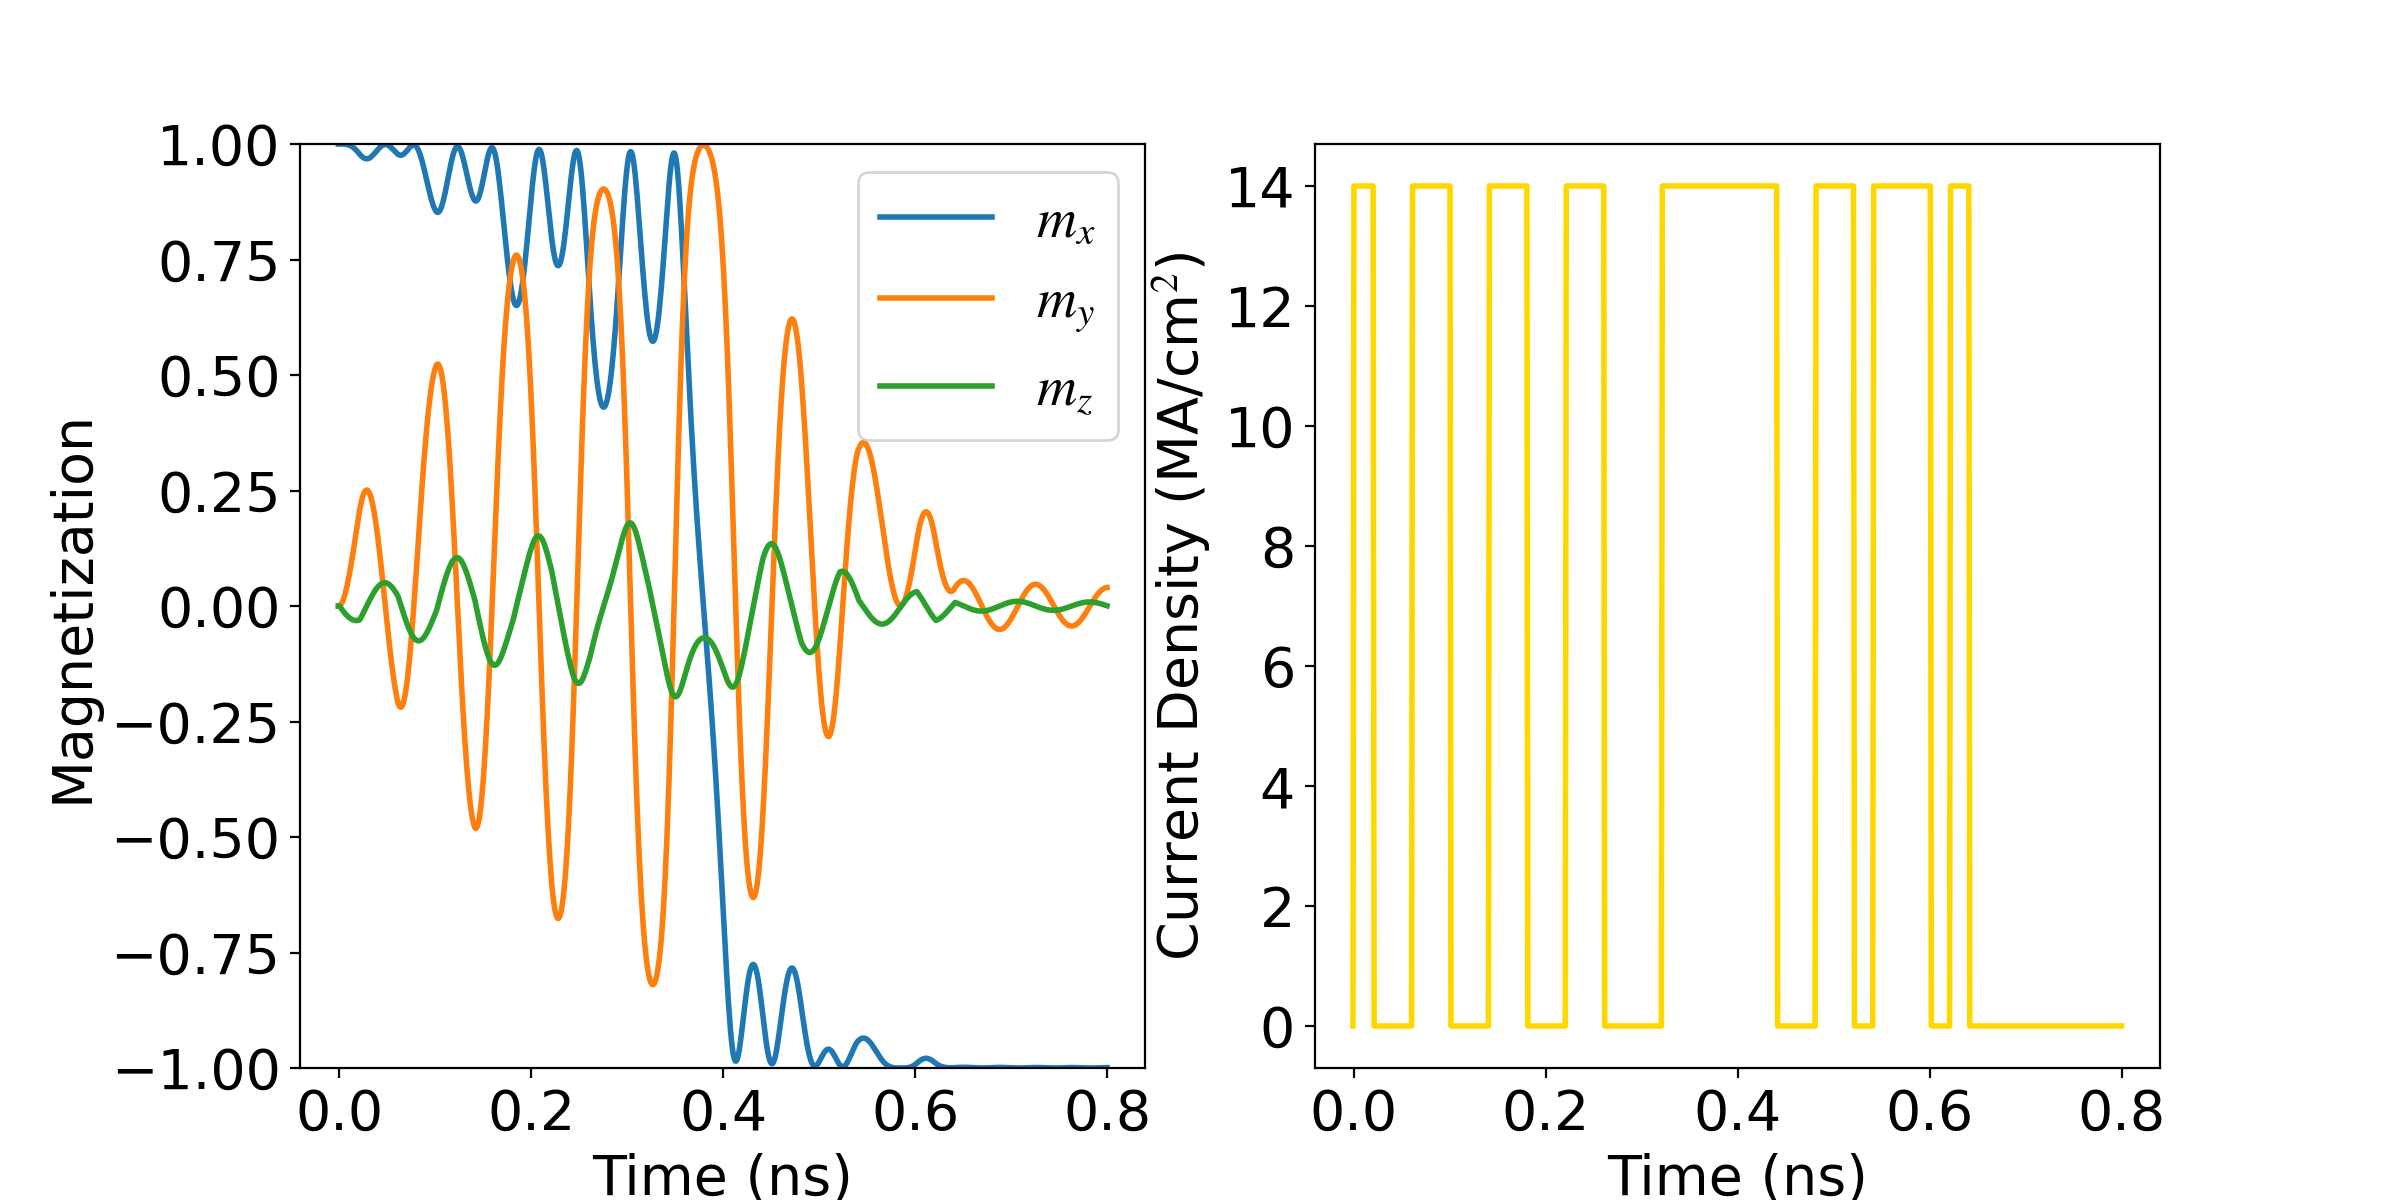 Magnetization
1.00
0.75
0.50
0.25
0.00
−0.25
−0.50
−0.75
−1.00
0.0 0.2 0.4 0.6 0.8
Time (ns)
mₓ
m_y
m_z
Current Density (MA/cm²)
14
12
10
8
6
4
2
0
0.0 0.2 0.4 0.6 0.8
Time (ns)